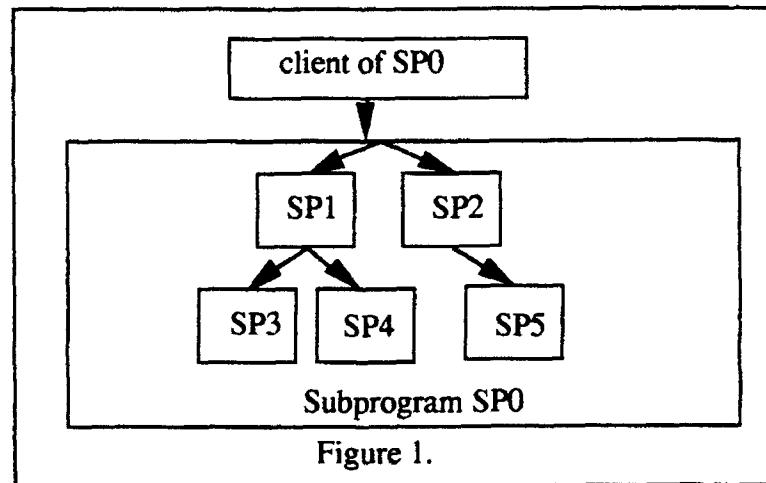 client of SP0
SP1 SP2
SP3 SP4 SP5
Subprogram SP0
Figure 1.